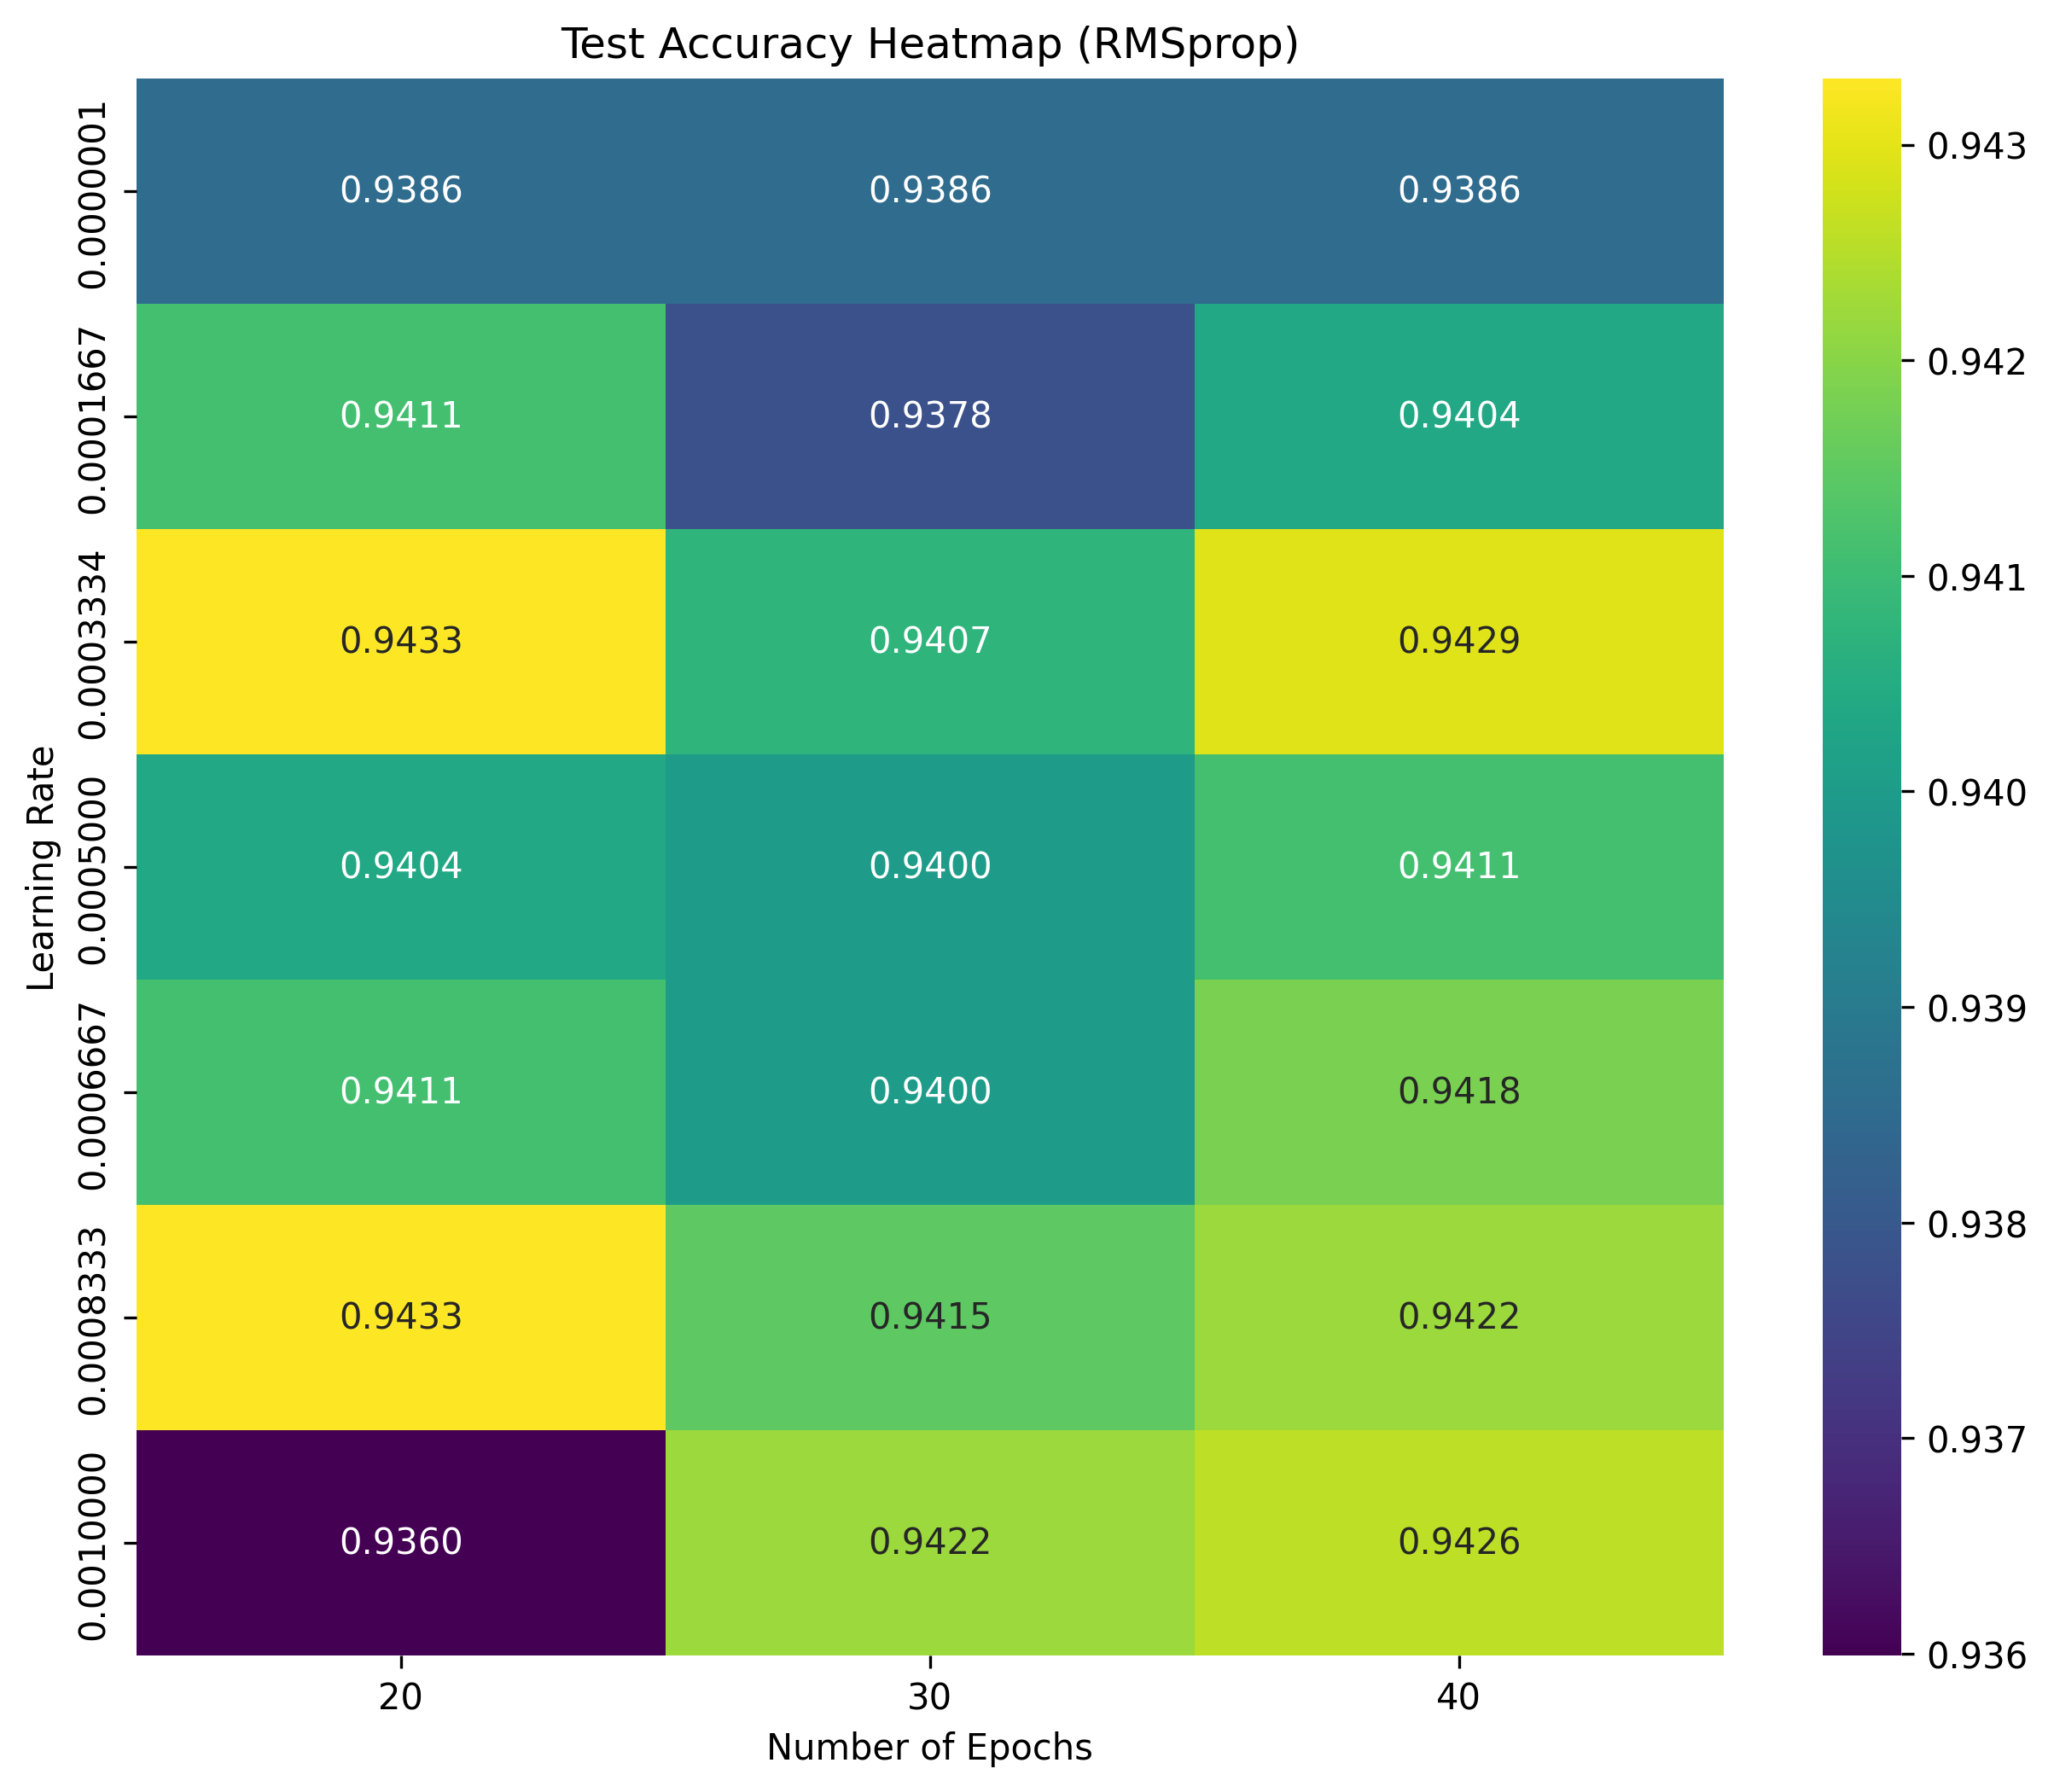 Test Accuracy Heatmap (RMSprop)
Learning Rate
0.0000001
0.9386 0.9386 0.9386
0.0001667
0.9411 0.9378 0.9404
0.0003334
0.9433 0.9407 0.9429
0.0005000
0.9404 0.9400 0.9411
0.0006667
0.9411 0.9400 0.9418
0.0008333
0.9433 0.9415 0.9422
0.0010000
0.9360 0.9422 0.9426
20 30 40
Number of Epochs
0.943
0.942
0.941
0.940
0.939
0.938
0.937
0.936